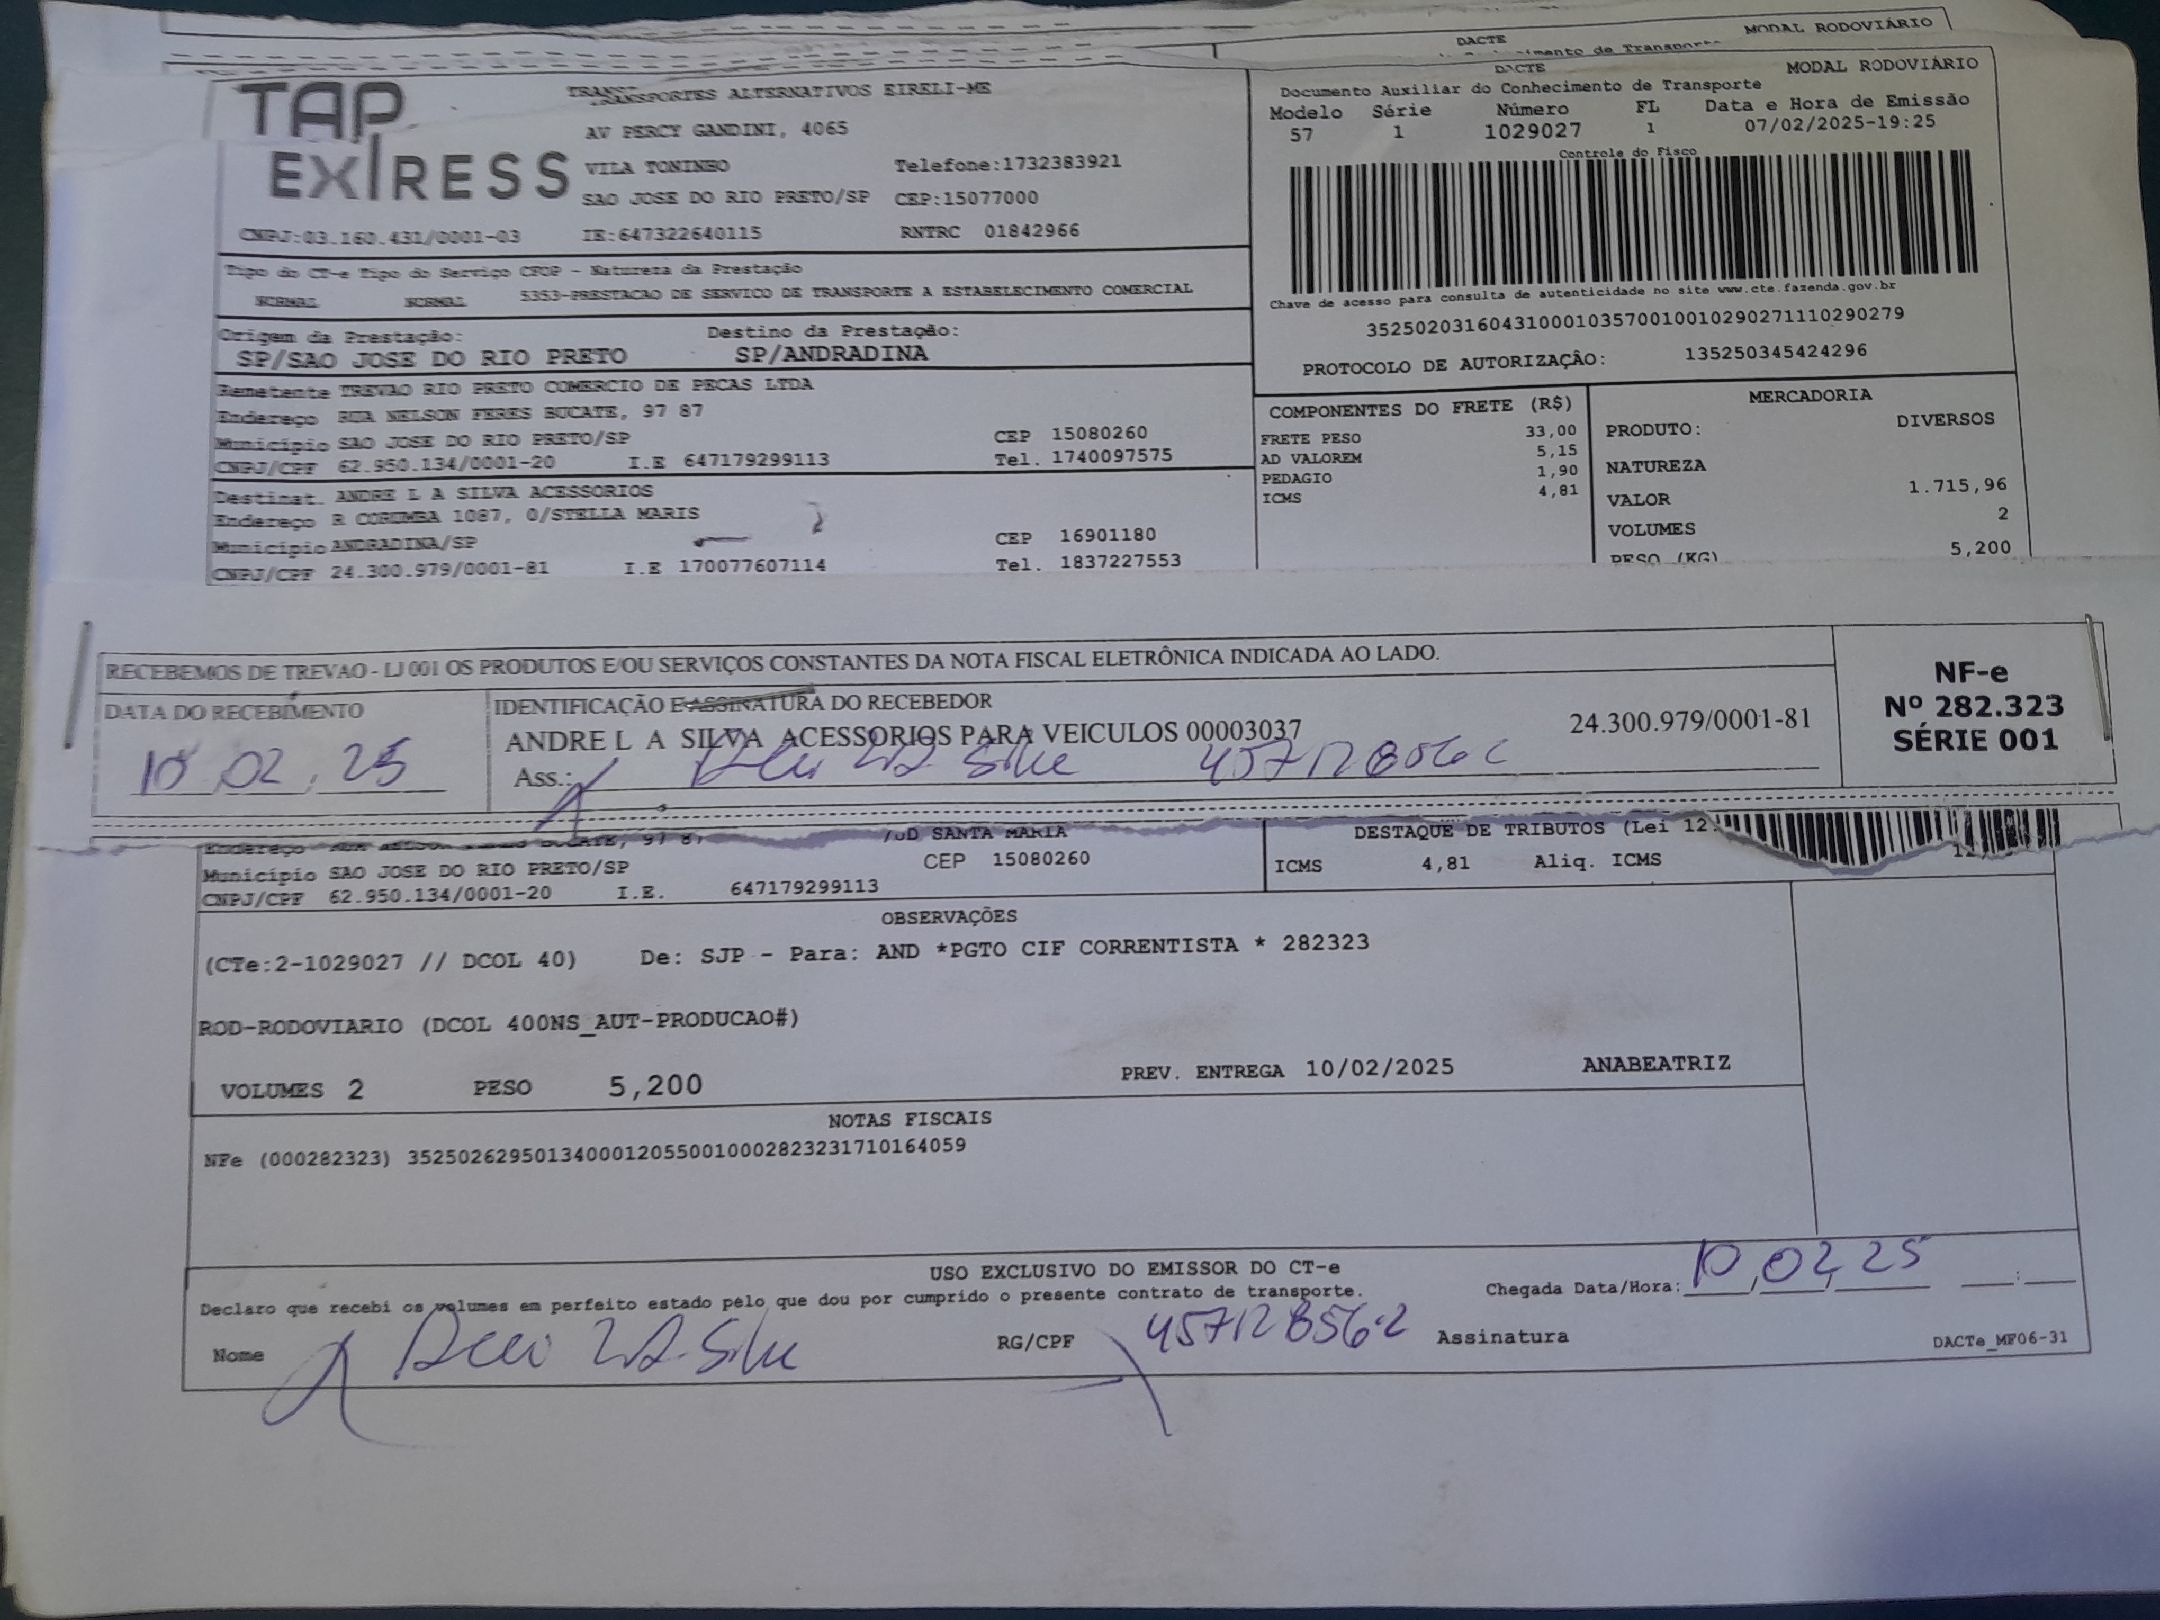 DACTE
MODAL RODOVIÁRIO
TAP
EXPRESS
TRANSPORTES ALTERNATIVOS EIRELI-ME
AV PERCY GANDINI, 4065
VILA TONINHO Telefone:1732383921
SAO JOSE DO RIO PRETO/SP CEP:15077000
CNPJ:03.160.431/0001-03 IE:647322640115 RNTRC 01842966
DACTE MODAL RODOVIÁRIO
Documento Auxiliar do Conhecimento de Transporte
Modelo Série Número FL Data e Hora de Emissão
57 1 1029027 1 07/02/2025-19:25
Controle do Fisco
Chave de acesso para consulta de autenticidade no site www.cte.fazenda.gov.br
35250203160431000103570010010290271110290279
PROTOCOLO DE AUTORIZAÇÂO: 135250345424296
Tipo do CT-e Tipo do Serviço CFOP - Natureza da Prestação
NORMAL NORMAL 5353-PRESTACAO DE SERVICO DE TRANSPORTE A ESTABELECIMENTO COMERCIAL
Origem da Prestação: Destino da Prestação:
SP/SAO JOSE DO RIO PRETO SP/ANDRADINA
Remetente TREVAO RIO PRETO COMERCIO DE PECAS LTDA
Endereço RUA NELSON FERES BUCATE, 97 87
Município SAO JOSE DO RIO PRETO/SP CEP 15080260
CNPJ/CPF 62.950.134/0001-20 I.E 647179299113 Tel. 1740097575
Destinat. ANDRE L A SILVA ACESSORIOS
Endereço R CORUMBA 1087, 0/STELLA MARIS
Município ANDRADINA/SP CEP 16901180
CNPJ/CPF 24.300.979/0001-81 I.E 170077607114 Tel. 1837227553
COMPONENTES DO FRETE (R$)
FRETE PESO 33,00
AD VALOREM 5,15
PEDAGIO 1,90
ICMS 4,81
MERCADORIA
PRODUTO: DIVERSOS
NATUREZA
VALOR 1.715,96
VOLUMES 2
PESO (KG) 5,200
RECEBEMOS DE TREVAO - LJ 001 OS PRODUTOS E/OU SERVIÇOS CONSTANTES DA NOTA FISCAL ELETRÔNICA INDICADA AO LADO.
DATA DO RECEBIMENTO
10 02 25
IDENTIFICAÇÃO E ASSINATURA DO RECEBEDOR
ANDRE L A SILVA ACESSORIOS PARA VEICULOS 00003037 24.300.979/0001-81
Ass.:
NF-e
Nº 282.323
SÉRIE 001
Endereço 97 87 SANTA MARIA
Município SAO JOSE DO RIO PRETO/SP CEP 15080260
CNPJ/CPF 62.950.134/0001-20 I.E. 647179299113
DESTAQUE DE TRIBUTOS (Lei 12.
ICMS 4,81 Aliq. ICMS
OBSERVAÇÕES
(CTe:2-1029027 // DCOL 40) De: SJP - Para: AND *PGTO CIF CORRENTISTA * 282323
ROD-RODOVIARIO (DCOL 400NS_AUT-PRODUCAO#)
VOLUMES 2 PESO 5,200 PREV. ENTREGA 10/02/2025 ANABEATRIZ
NOTAS FISCAIS
NFe (000282323) 35250262950134000120550010002823231710164059
USO EXCLUSIVO DO EMISSOR DO CT-e
Declaro que recebi os volumes em perfeito estado pelo que dou por cumprido o presente contrato de transporte.
Chegada Data/Hora: 10,02,25 :
Nome RG/CPF 457128562 Assinatura
DACTe_MF06-31